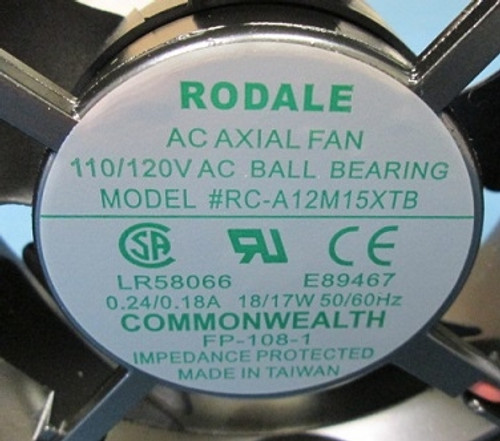 RODALE
AC AXIAL FAN
110/120V AC BALL BEARING
MODEL #RC-A12M15XTB
LR58066 E89467
0.24/0.18A 18/17W 50/60Hz
COMMONWEALTH
FP-108-1
IMPEDANCE PROTECTED
MADE IN TAIWAN